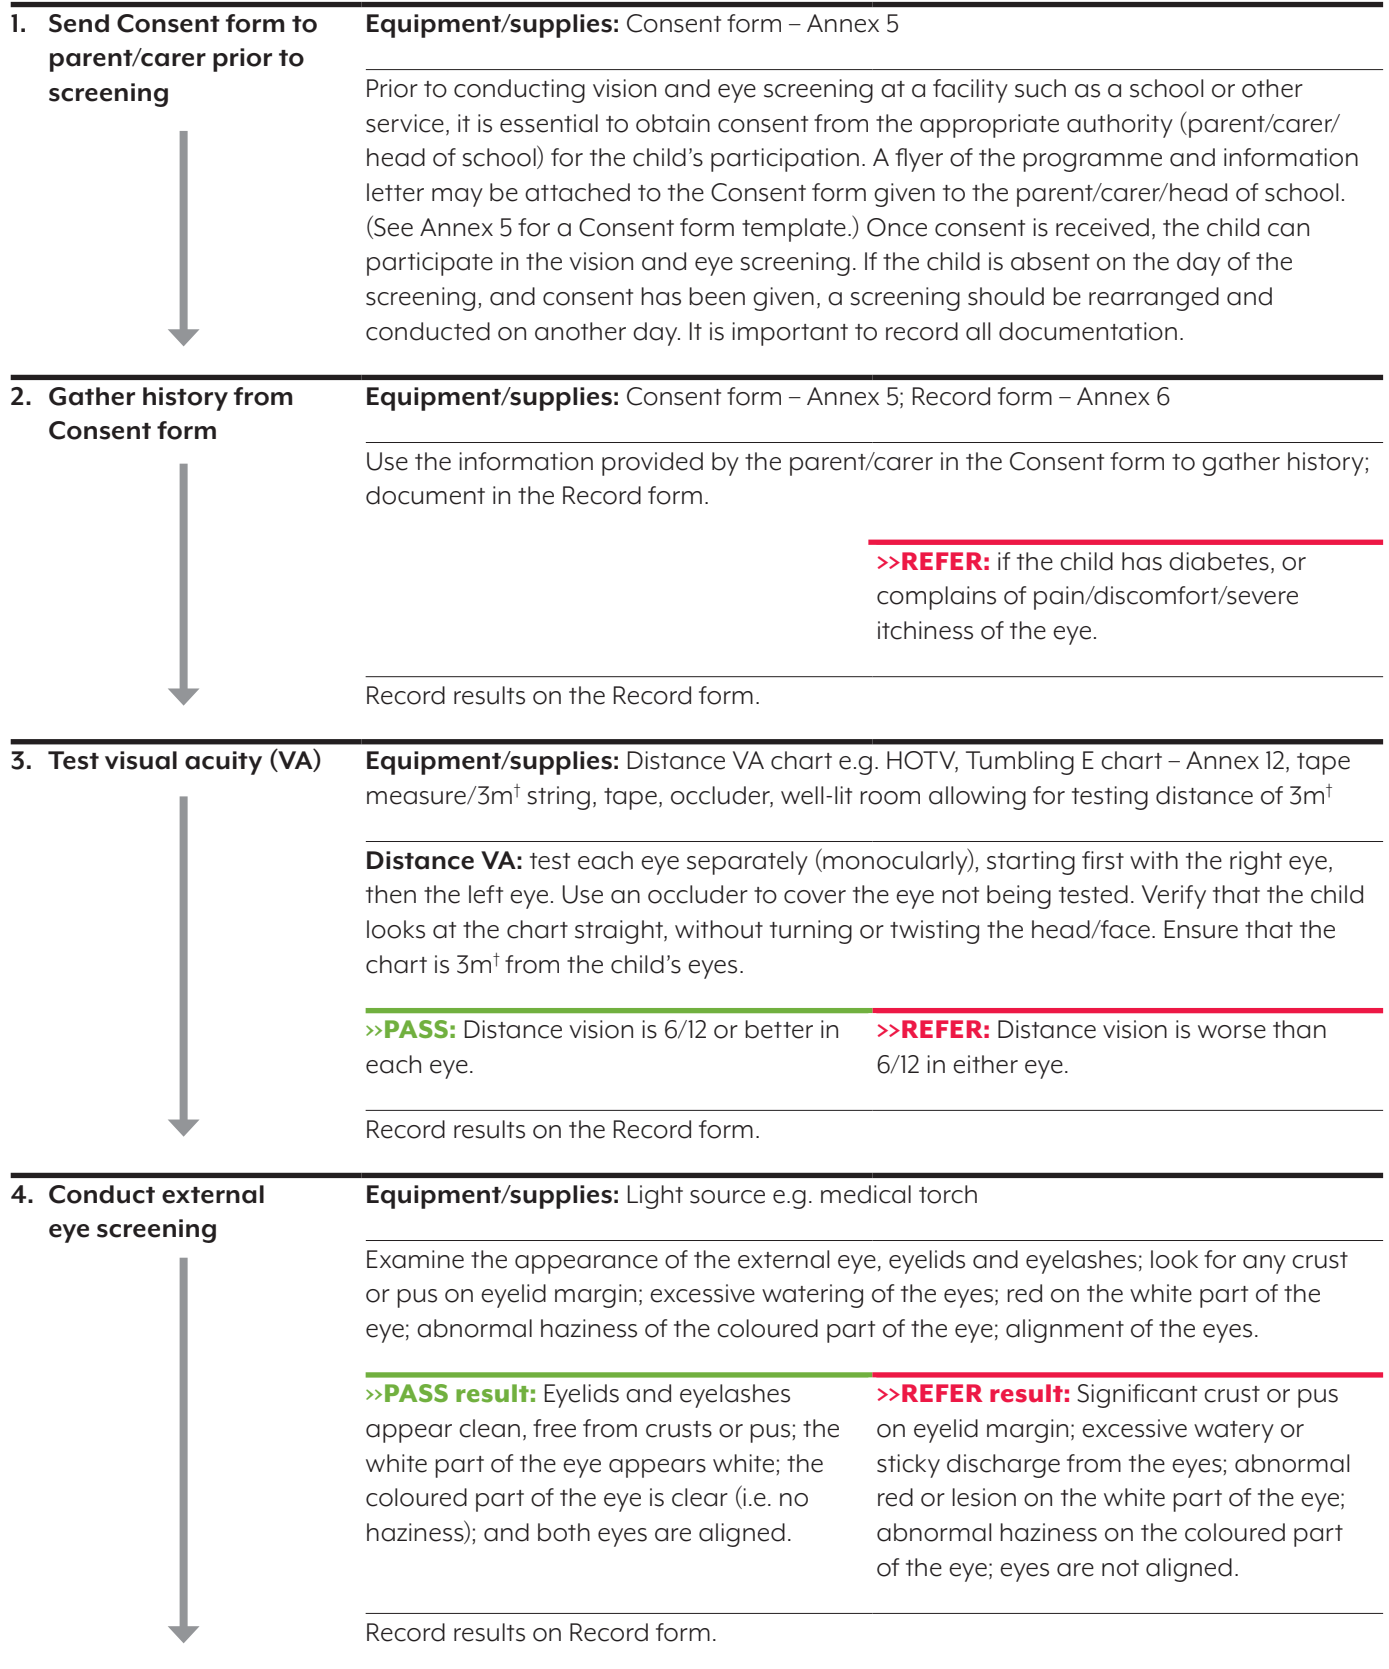 1. Send Consent form to
parent/carer prior to
screening
Equipment/supplies: Consent form – Annex 5
Prior to conducting vision and eye screening at a facility such as a school or other
service, it is essential to obtain consent from the appropriate authority (parent/carer/
head of school) for the child’s participation. A flyer of the programme and information
letter may be attached to the Consent form given to the parent/carer/head of school.
(See Annex 5 for a Consent form template.) Once consent is received, the child can
participate in the vision and eye screening. If the child is absent on the day of the
screening, and consent has been given, a screening should be rearranged and
conducted on another day. It is important to record all documentation.
2. Gather history from
Consent form
Equipment/supplies: Consent form – Annex 5; Record form – Annex 6
Use the information provided by the parent/carer in the Consent form to gather history;
document in the Record form.
>>REFER: if the child has diabetes, or
complains of pain/discomfort/severe
itchiness of the eye.
Record results on the Record form.
3. Test visual acuity (VA)
Equipment/supplies: Distance VA chart e.g. HOTV, Tumbling E chart – Annex 12, tape
measure/3m† string, tape, occluder, well-lit room allowing for testing distance of 3m†
Distance VA: test each eye separately (monocularly), starting first with the right eye,
then the left eye. Use an occluder to cover the eye not being tested. Verify that the child
looks at the chart straight, without turning or twisting the head/face. Ensure that the
chart is 3m† from the child’s eyes.
>>PASS: Distance vision is 6/12 or better in
each eye.
>>REFER: Distance vision is worse than
6/12 in either eye.
Record results on the Record form.
4. Conduct external
eye screening
Equipment/supplies: Light source e.g. medical torch
Examine the appearance of the external eye, eyelids and eyelashes; look for any crust
or pus on eyelid margin; excessive watering of the eyes; red on the white part of the
eye; abnormal haziness of the coloured part of the eye; alignment of the eyes.
>>PASS result: Eyelids and eyelashes
appear clean, free from crusts or pus; the
white part of the eye appears white; the
coloured part of the eye is clear (i.e. no
haziness); and both eyes are aligned.
>>REFER result: Significant crust or pus
on eyelid margin; excessive watery or
sticky discharge from the eyes; abnormal
red or lesion on the white part of the eye;
abnormal haziness on the coloured part
of the eye; eyes are not aligned.
Record results on Record form.